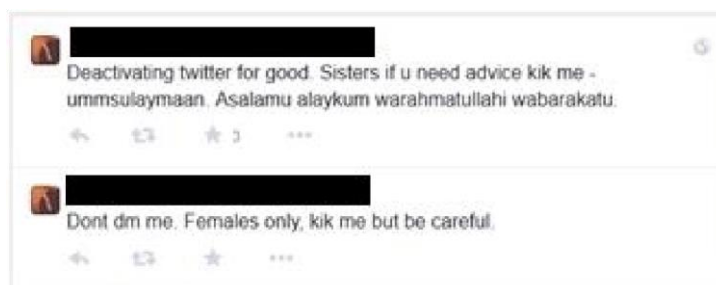 Deactivating twitter for good. Sisters if u need advice kik me -
ummsulaymaan. Asalamu alaykum warahmatullahi wabarakatu.
Dont dm me. Females only, kik me but be careful.